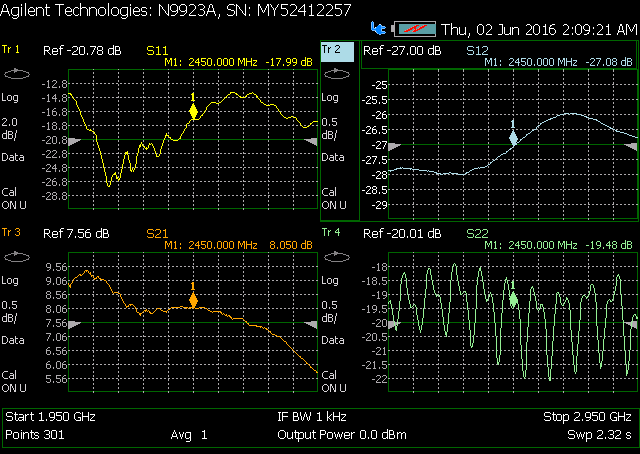 Agilent Technologies: N9923A, SN: MY52412257
Thu, 02 Jun 2016 2:09:21 AM
Tr 1 Ref -20.78 dB S11
M1: 2450.000 MHz -17.99 dB
Log
2.0
dB/
Data
Cal
ON U
-12.8
-14.8
-16.8
-18.8
-20.8
-22.8
-24.8
-26.8
-28.8
1
Tr 2 Ref -27.00 dB S12
M1: 2450.000 MHz -27.08 dB
Log
0.5
dB/
Data
Cal
ON U
-25
-25.5
-26
-26.5
-27
-27.5
-28
-28.5
-29
1
Tr 3 Ref 7.56 dB S21
M1: 2450.000 MHz 8.050 dB
Log
0.5
dB/
Data
Cal
ON U
9.56
9.06
8.56
8.06
7.56
7.06
6.56
6.06
5.56
1
Tr 4 Ref -20.01 dB S22
M1: 2450.000 MHz -19.48 dB
Log
0.5
dB/
Data
Cal
ON U
-18
-18.5
-19
-19.5
-20
-20.5
-21
-21.5
-22
1
Start 1.950 GHz IF BW 1 kHz Stop 2.950 GHz
Points 301 Avg 1 Output Power 0.0 dBm Swp 2.32 s